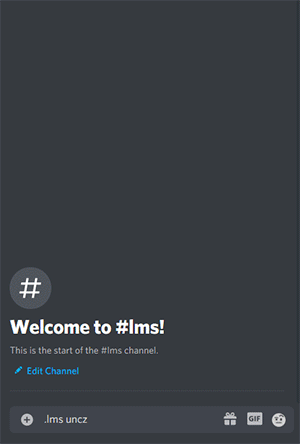 #
Welcome to #lms!
This is the start of the #lms channel.
Edit Channel
.lms uncz
GIF